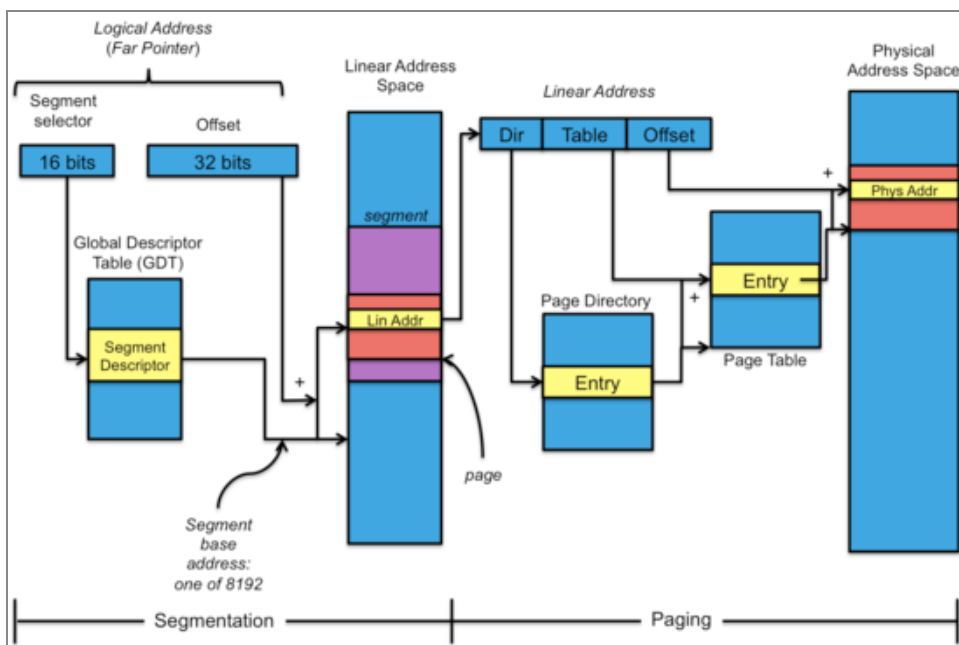 Logical Address
(Far Pointer)
Segment
selector
Offset
16 bits
32 bits
Global Descriptor
Table (GDT)
Segment
Descriptor
+
Segment
base
address:
one of 8192
Linear Address
Space
segment
Lin Addr
page
Linear Address
Dir
Table
Offset
Page Directory
Entry
+
Entry
Page Table
+
Physical
Address Space
Phys Addr
Segmentation
Paging